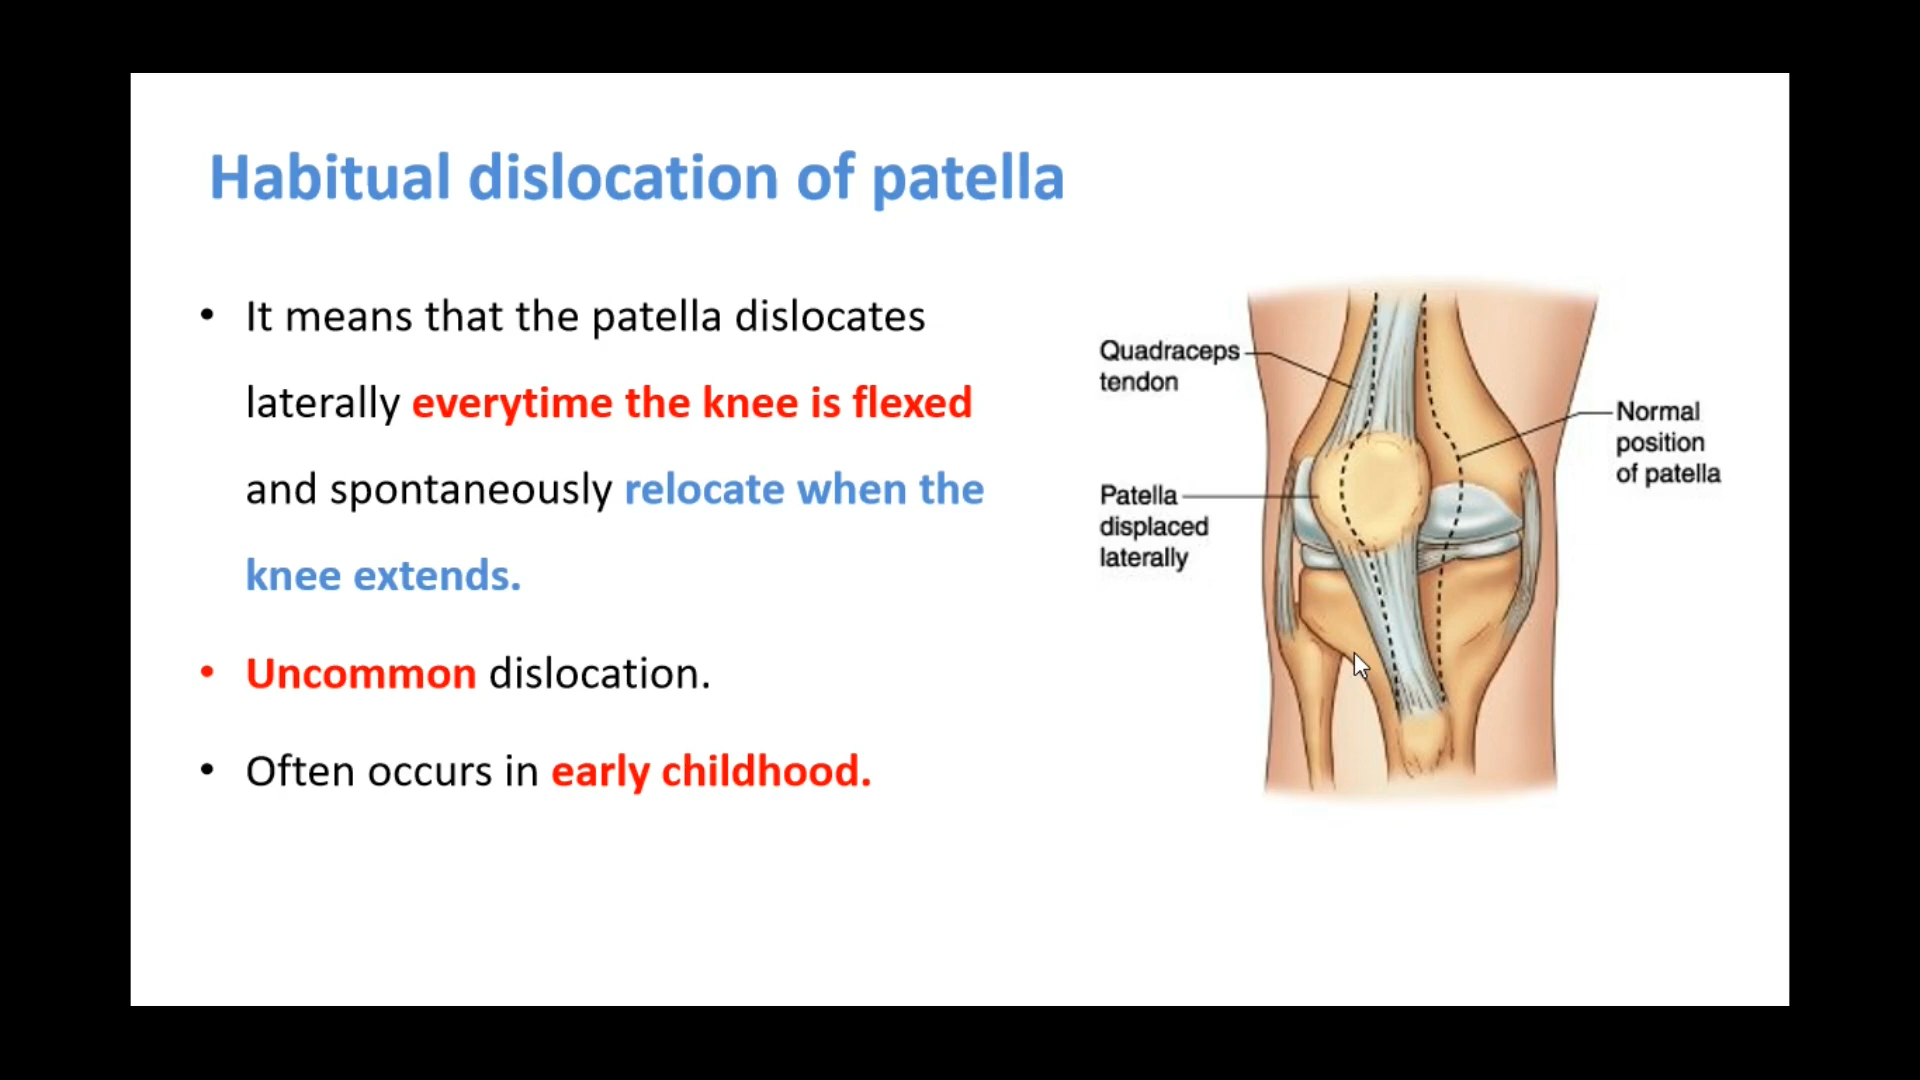 Habitual dislocation of patella
• It means that the patella dislocates
laterally everytime the knee is flexed
and spontaneously relocate when the
knee extends.
• Uncommon dislocation.
• Often occurs in early childhood.
Quadraceps
tendon
Patella
displaced
laterally
Normal
position
of patella